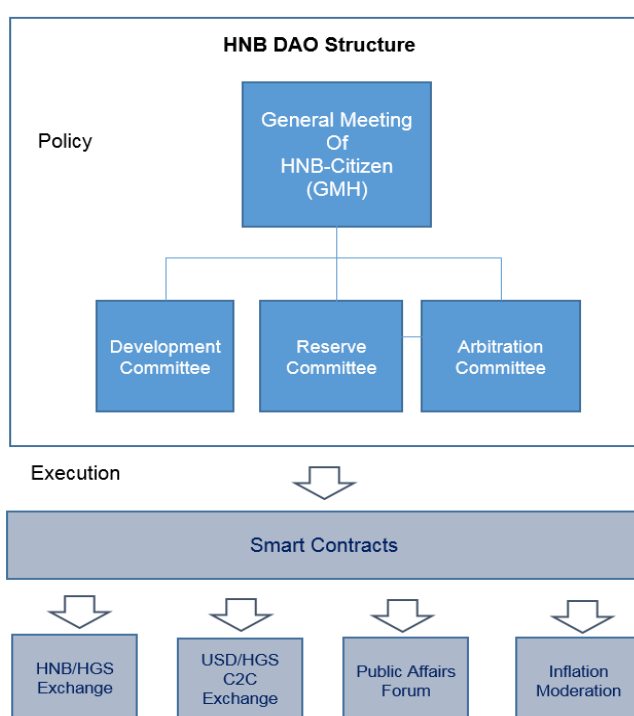 HNB DAO Structure
Policy
General Meeting
Of
HNB-Citizen
(GMH)
Development
Committee
Reserve
Committee
Arbitration
Committee
Execution
Smart Contracts
HNB/HGS
Exchange
USD/HGS
C2C
Exchange
Public Affairs
Forum
Inflation
Moderation